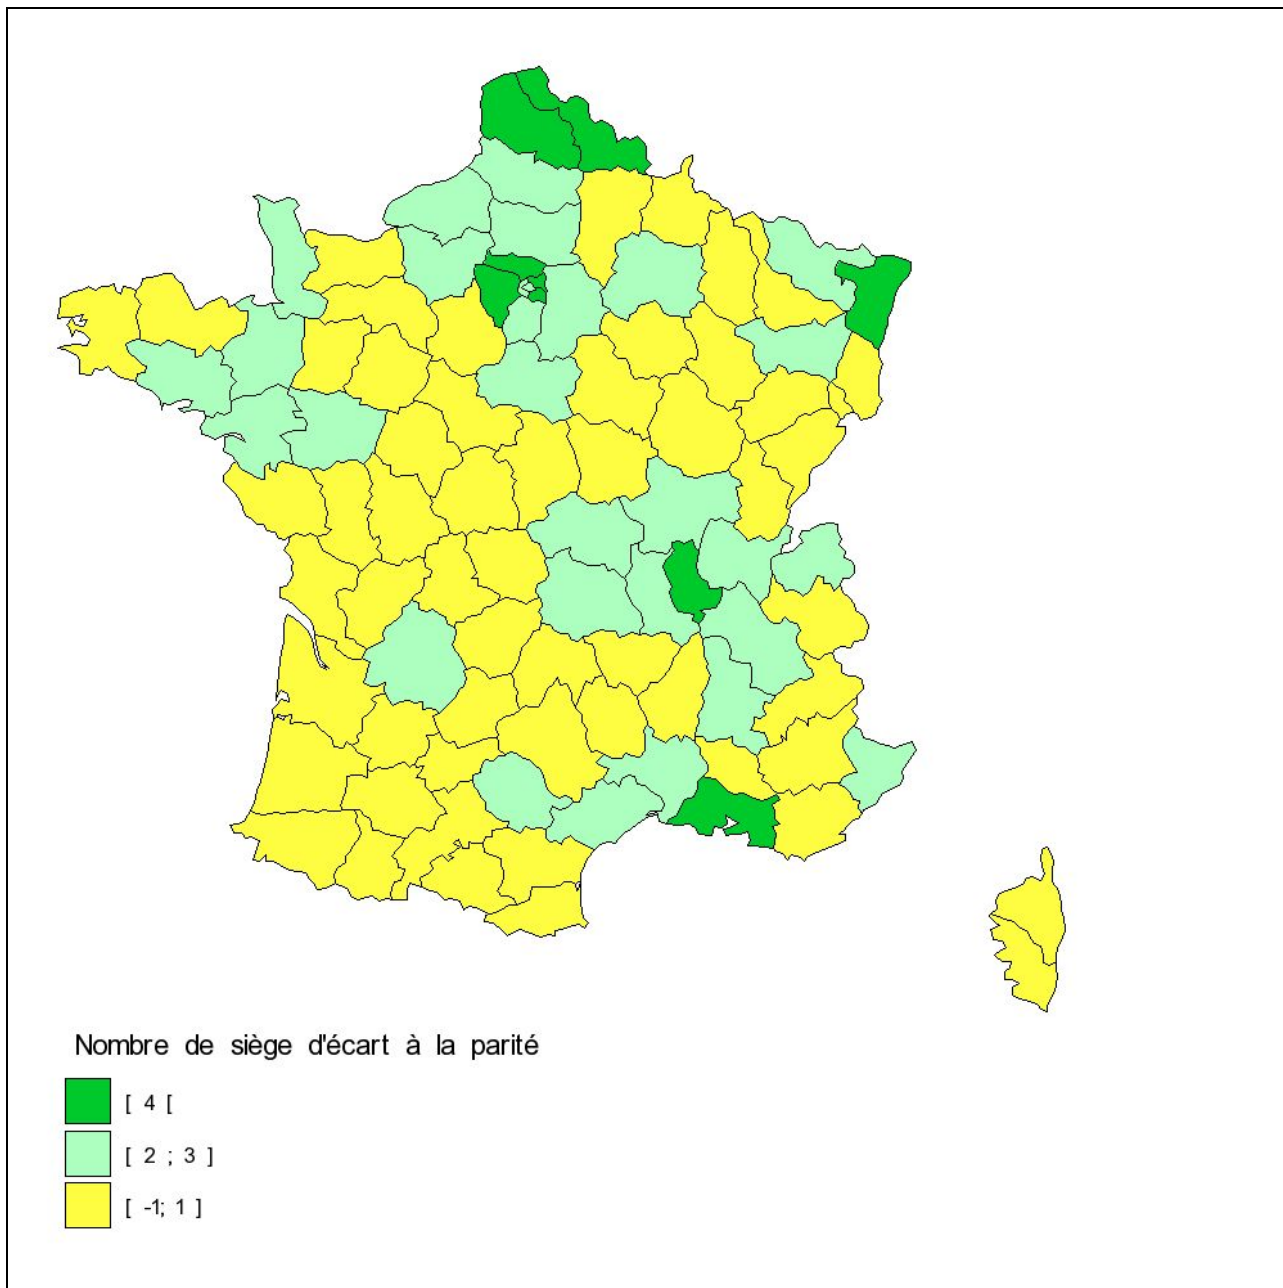 Nombre de siège d'écart à la parité
[ 4 [
[ 2 ; 3 ]
[ -1; 1 ]